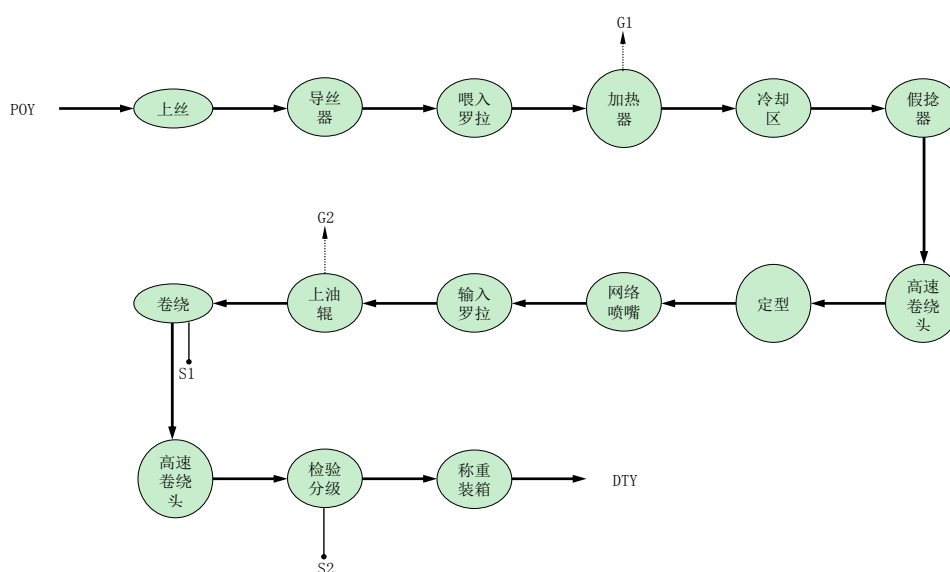 G1
POY
上丝
导丝
器
喂入
罗拉
加热
器
冷却
区
假捻
器
G2
卷绕
上油
辊
输入
罗拉
网络
喷嘴
定型
高速
卷绕
头
S1
高速
卷绕
头
检验
分级
称重
装箱
DTY
S2